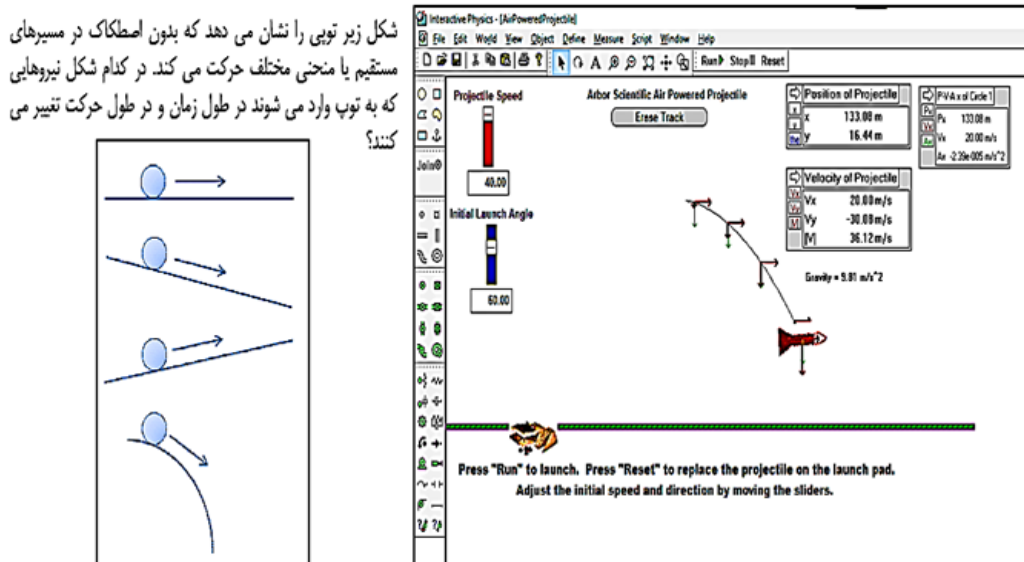 شکل زیر توپی را نشان می دهد که بدون اصطکاک در مسیرهای
مستقیم یا منحنی مختلف حرکت می کند. در کدام شکل نیروهایی
که به توپ وارد می شوند در طول زمان و در طول حرکت تغییر می
کنند؟
Interactive Physics - [AirPoweredProjectile]
File Edit World View Object Define Measure Script Window Help
Run Stop Reset
Join
Projectile Speed
40.00
Initial Launch Angle
60.00
Arbor Scientific Air Powered Projectile
Erase Track
Position of Projectile
x 133.08 m
y 16.44 m
P-V-A x of Circle 1
Px 133.08 m
Vx 20.00 m/s
Ax -2.39e-005 m/s^2
Velocity of Projectile
Vx 20.00 m/s
Vy -30.08 m/s
|V| 36.12 m/s
Gravity = 9.81 m/s^2
Press "Run" to launch. Press "Reset" to replace the projectile on the launch pad.
Adjust the initial speed and direction by moving the sliders.